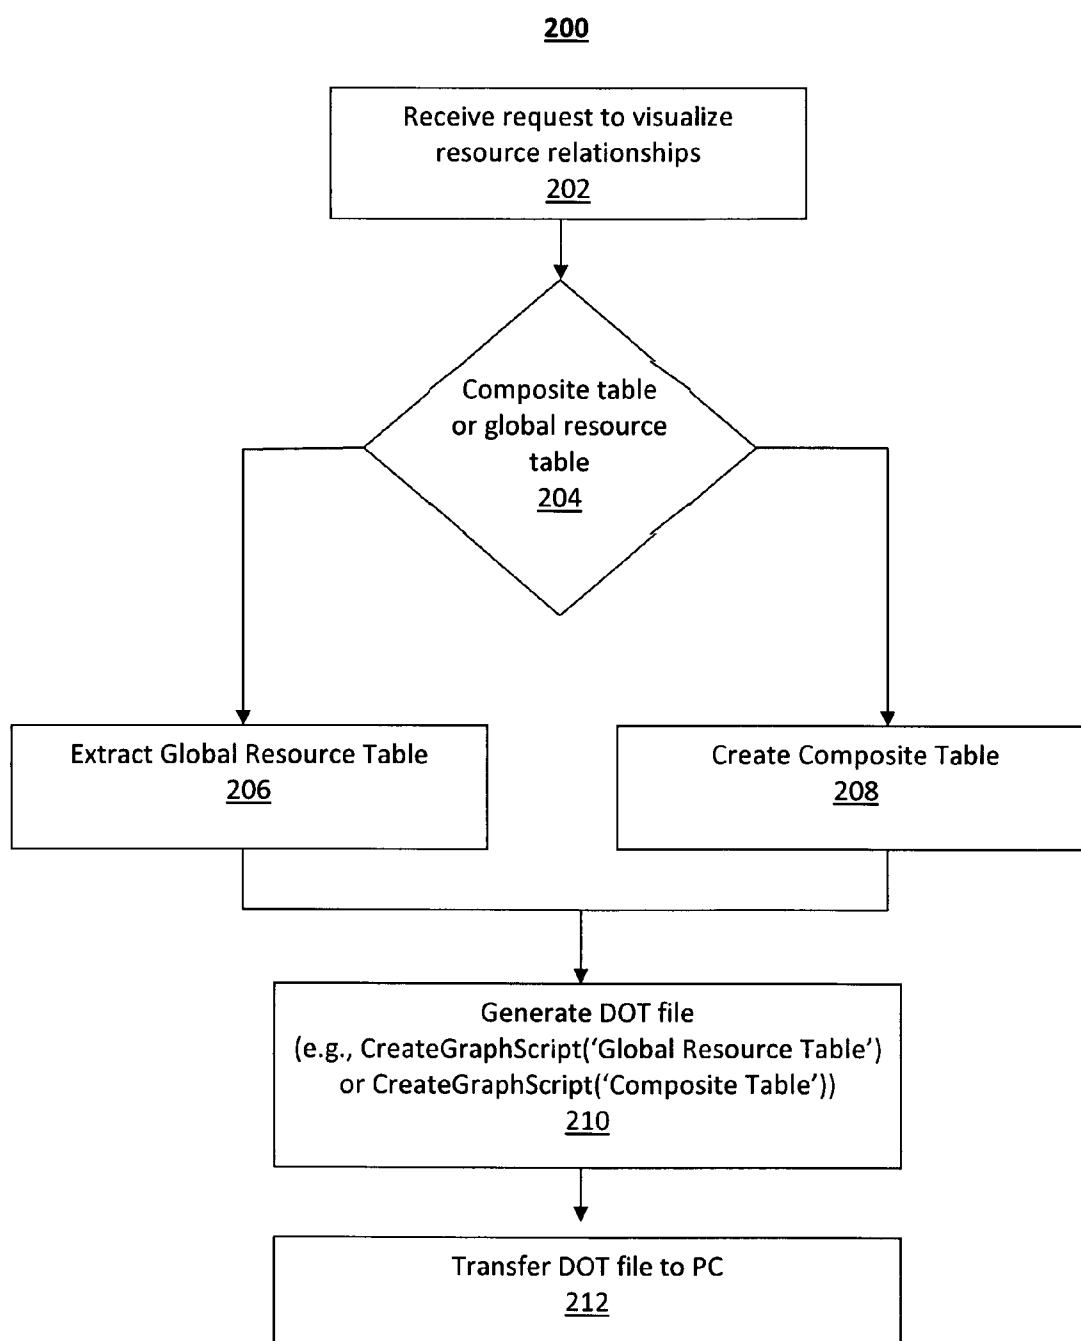 200
Receive request to visualize
resource relationships
202
Composite table
or global resource
table
204
Extract Global Resource Table
206
Create Composite Table
208
Generate DOT file
(e.g., CreateGraphScript(‘Global Resource Table’)
or CreateGraphScript(‘Composite Table’))
210
Transfer DOT file to PC
212